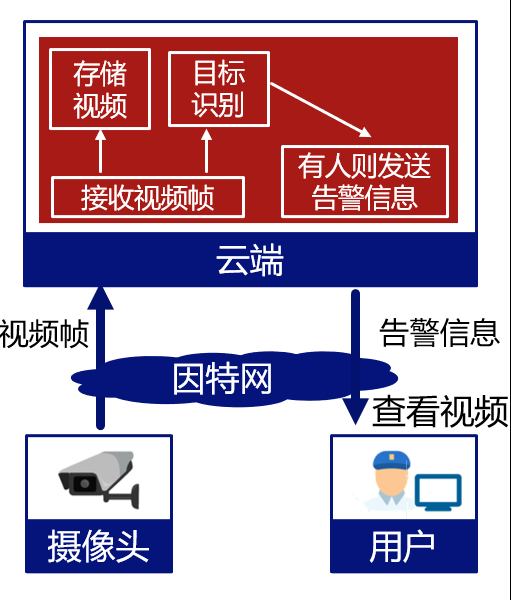 存储
视频
目标
识别
接收视频帧
有人则发送
告警信息
云端
视频帧
告警信息
因特网
查看视频
摄像头
用户